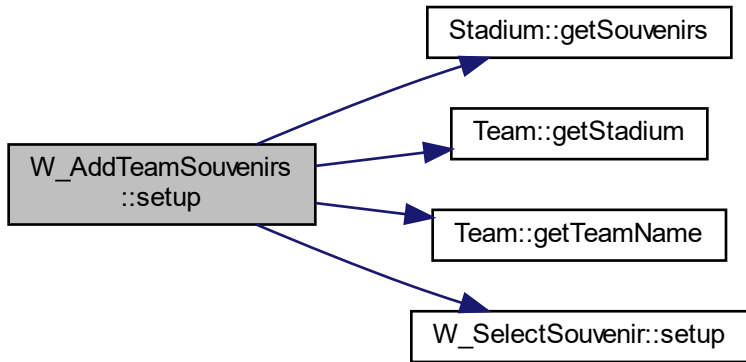 Stadium::getSouvenirs
Team::getStadium
W_AddTeamSouvenirs
::setup
Team::getTeamName
W_SelectSouvenir::setup